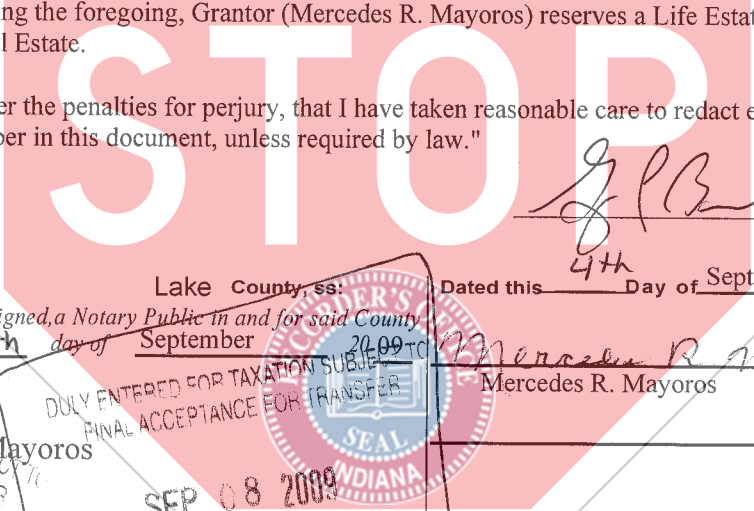 ng the foregoing, Grantor (Mercedes R. Mayoros) reserves a Life Estat
l Estate.
er the penalties for perjury, that I have taken reasonable care to redact e
ber in this document, unless required by law."
STOP
Lake County, ss: Dated this 4th Day of Sept
igned, a Notary Public in and for said County
h day of September 2009
DULY ENTERED FOR TAXATION SUBJECT TO
FINAL ACCEPTANCE FOR TRANSFER
Mercedes R. M
Mercedes R. Mayoros
Mayoros
SEP 08 2009
RECORDER'S OFFICE
SEAL
INDIANA